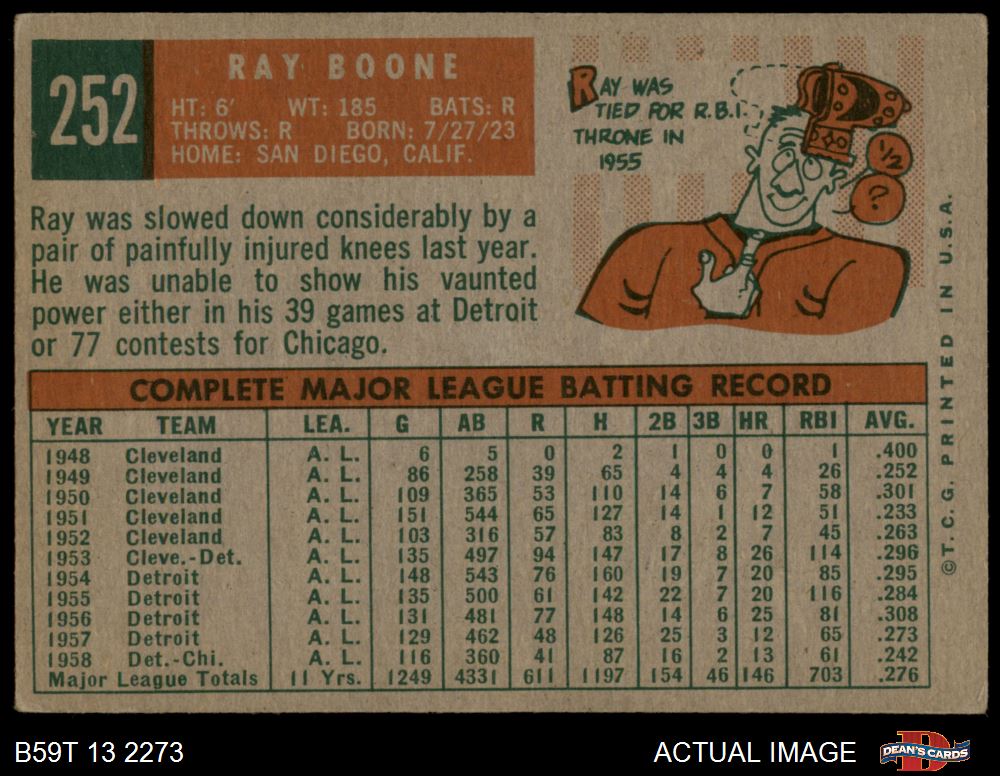 252
RAY BOONE
HT: 6' WT: 185 BATS: R
THROWS: R BORN: 7/27/23
HOME: SAN DIEGO, CALIF.
RAY WAS
TIED FOR R.B.I.
THRONE IN
1955
1/2
?
Ray was slowed down considerably by a
pair of painfully injured knees last year.
He was unable to show his vaunted
power either in his 39 games at Detroit
or 77 contests for Chicago.
COMPLETE MAJOR LEAGUE BATTING RECORD
YEAR TEAM LEA. G AB R H 2B 3B HR RBI AVG.
1948 Cleveland A. L. 6 5 0 2 1 0 0 1 .400
1949 Cleveland A. L. 86 258 39 65 4 4 4 26 .252
1950 Cleveland A. L. 109 365 53 110 14 6 7 58 .301
1951 Cleveland A. L. 151 544 65 127 14 1 12 51 .233
1952 Cleveland A. L. 103 316 57 83 8 2 7 45 .263
1953 Cleve.-Det. A. L. 135 497 94 147 17 8 26 114 .296
1954 Detroit A. L. 148 543 76 160 19 7 20 85 .295
1955 Detroit A. L. 135 500 61 142 22 7 20 116 .284
1956 Detroit A. L. 131 481 77 148 14 6 25 81 .308
1957 Detroit A. L. 129 462 48 126 25 3 12 65 .273
1958 Det.-Chi. A. L. 116 360 41 87 16 2 13 61 .242
Major League Totals 11 Yrs. 1249 4331 611 1197 154 46 146 703 .276
©T.C.G. PRINTED IN U.S.A.
B59T 13 2273
ACTUAL IMAGE
D
DEAN'S CARDS